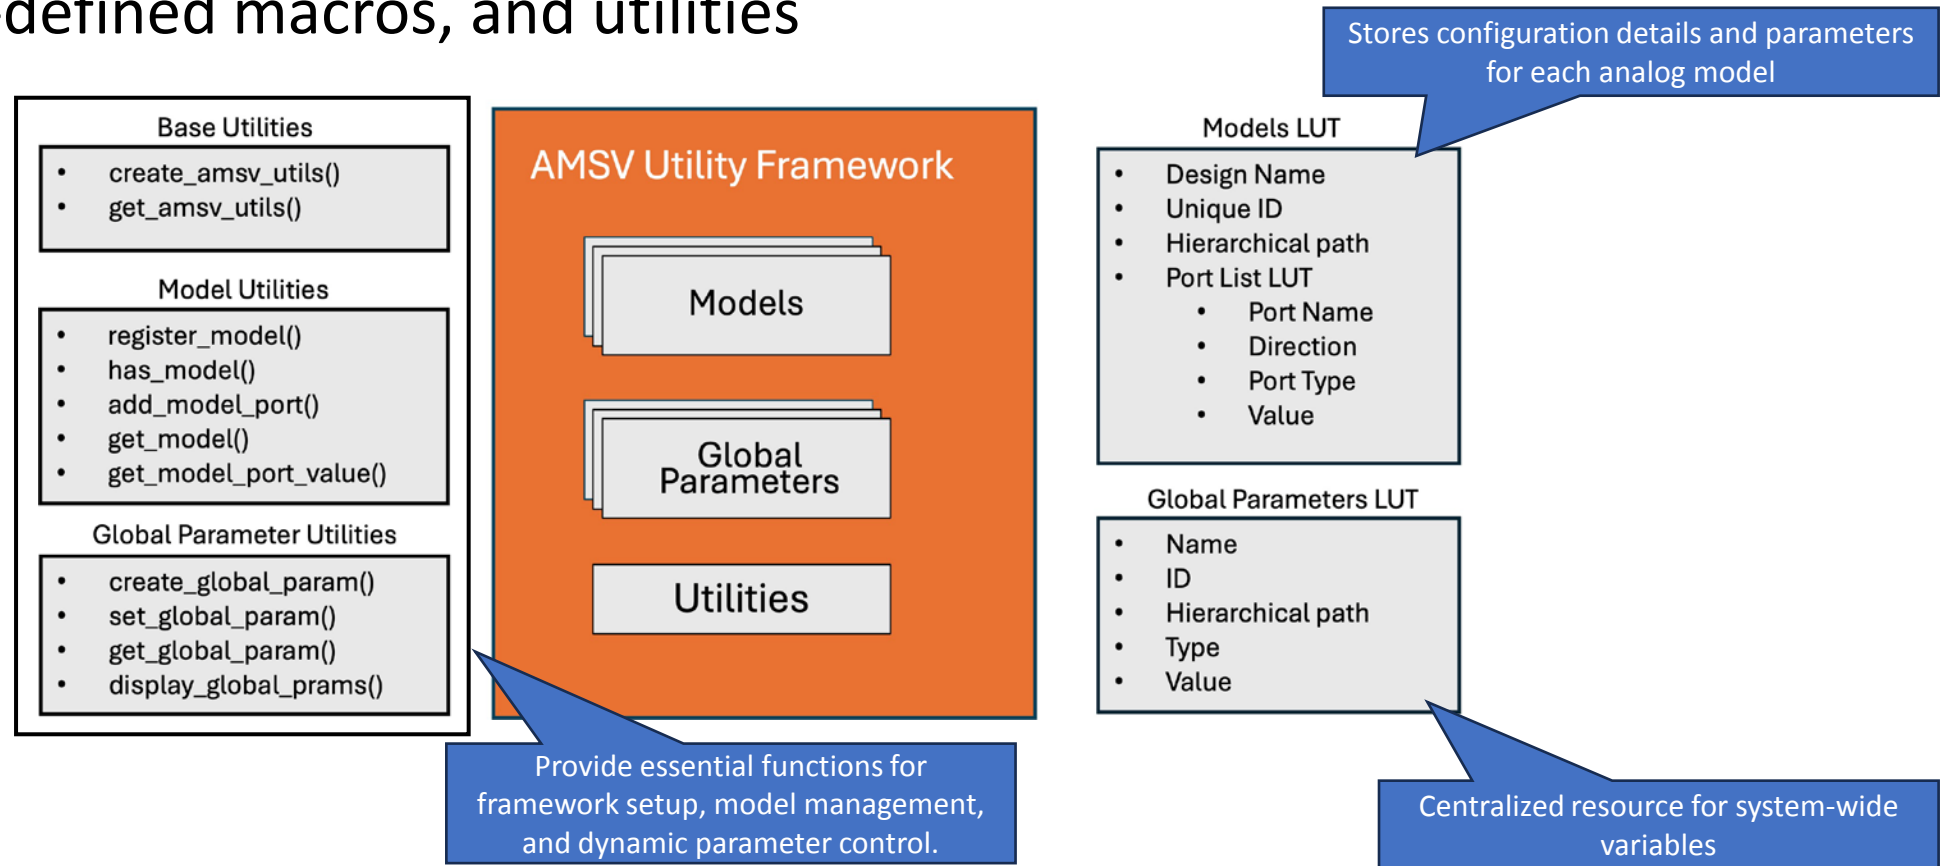 -defined macros, and utilities
Stores configuration details and parameters
for each analog model
Base Utilities
• create_amsv_utils()
• get_amsv_utils()
Model Utilities
• register_model()
• has_model()
• add_model_port()
• get_model()
• get_model_port_value()
Global Parameter Utilities
• create_global_param()
• set_global_param()
• get_global_param()
• display_global_prams()
AMSV Utility Framework
Models
Global
Parameters
Utilities
Provide essential functions for
framework setup, model management,
and dynamic parameter control.
Models LUT
• Design Name
• Unique ID
• Hierarchical path
• Port List LUT
• Port Name
• Direction
• Port Type
• Value
Global Parameters LUT
• Name
• ID
• Hierarchical path
• Type
• Value
Centralized resource for system-wide
variables